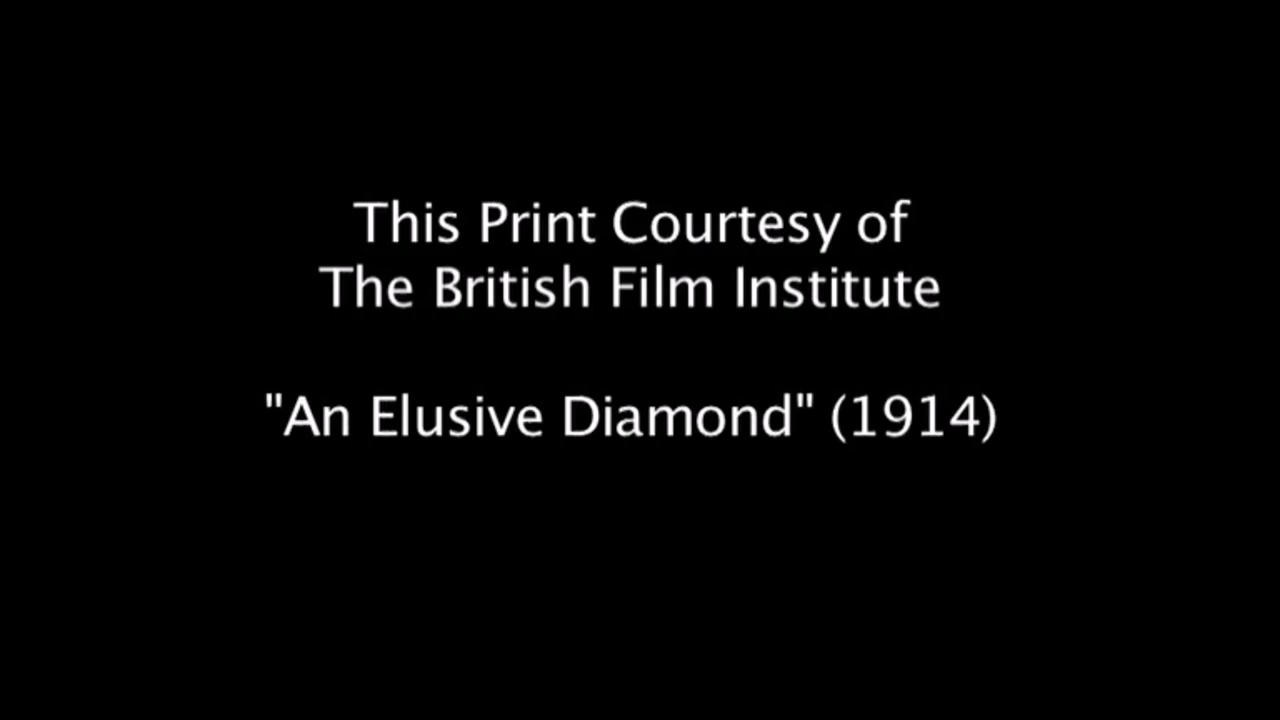 This Print Courtesy of
The British Film Institute
"An Elusive Diamond" (1914)